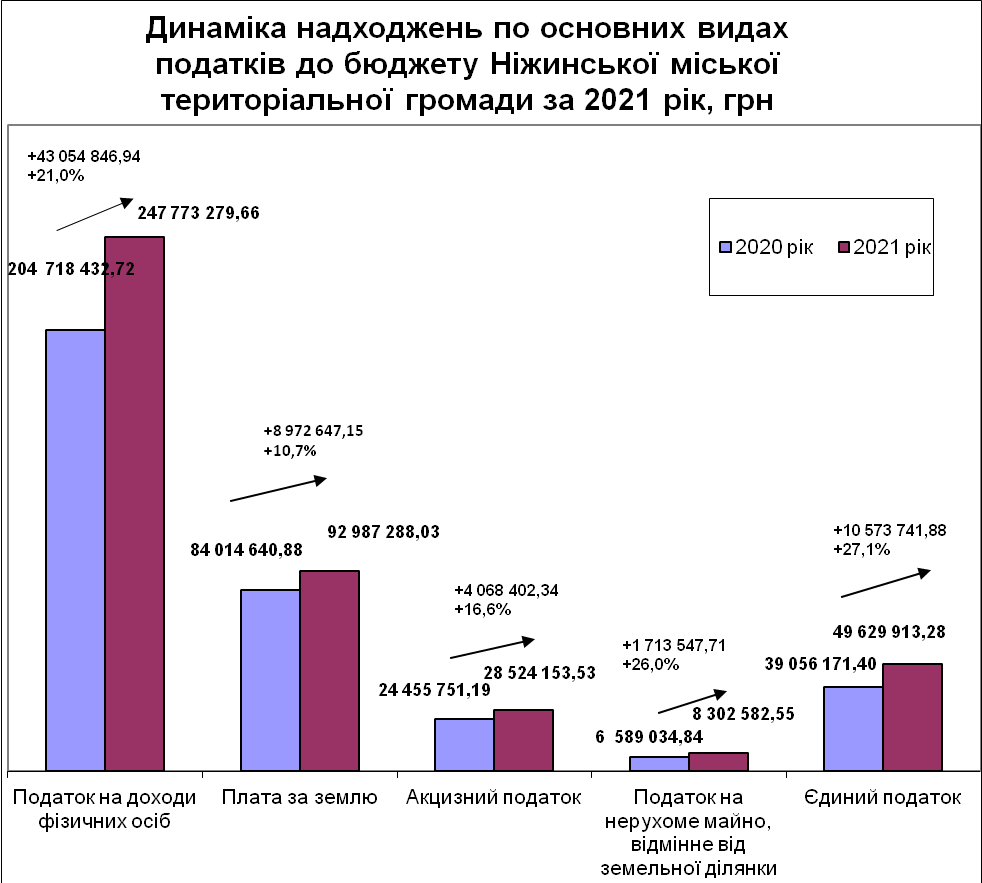 Динаміка надходжень по основних видах
податків до бюджету Ніжинської міської
територіальної громади за 2021 рік, грн
+43 054 846,94
+21,0%
247 773 279,66
204 718 432,72
2020 рік
2021 рік
+8 972 647,15
+10,7%
92 987 288,03
84 014 640,88
+4 068 402,34
+16,6%
28 524 153,53
24 455 751,19
+1 713 547,71
+26,0%
8 302 582,55
6 589 034,84
+10 573 741,88
+27,1%
49 629 913,28
39 056 171,40
Податок на доходи
фізичних осіб
Плата за землю
Акцизний податок
Податок на
нерухоме майно,
відмінне від
земельної ділянки
Єдиний податок